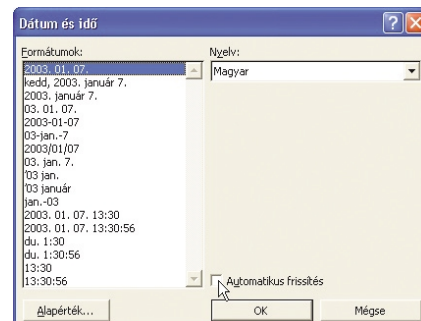 Dátum és idő
Formátumok:
2003. 01. 07.
kedd, 2003. január 7.
2003. január 7.
03. 01. 07.
2003-01-07
03-jan.-7
2003/01/07
03. jan. 7.
'03 jan.
'03 január
jan.-03
2003. 01. 07. 13:30
2003. 01. 07. 13:30:56
du. 1:30
du. 1:30:56
13:30
13:30:56
Nyelv:
Magyar
Automatikus frissítés
Alapérték...
OK
Mégse